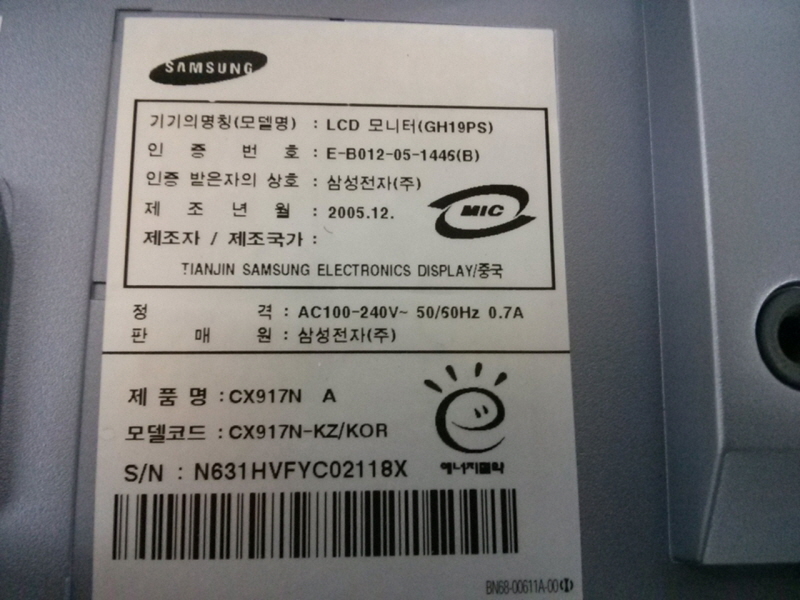 SAMSUNG
기기의명칭(모델명) : LCD 모니터(GH19PS)
인 증 번 호 : E-B012-05-1446(B)
인증 받은자의 상호 : 삼성전자(주)
제 조 년 월 : 2005.12.
MIC
제조자 / 제조국가 :
TIANJIN SAMSUNG ELECTRONICS DISPLAY/중국
정 격 : AC100-240V~ 50/60Hz 0.7A
판 매 원 : 삼성전자(주)
제 품 명 : CX917N A
모델코드 : CX917N-KZ/KOR
에너지절약
S/N : N631HVFYC02118X
BN68-00611A-00